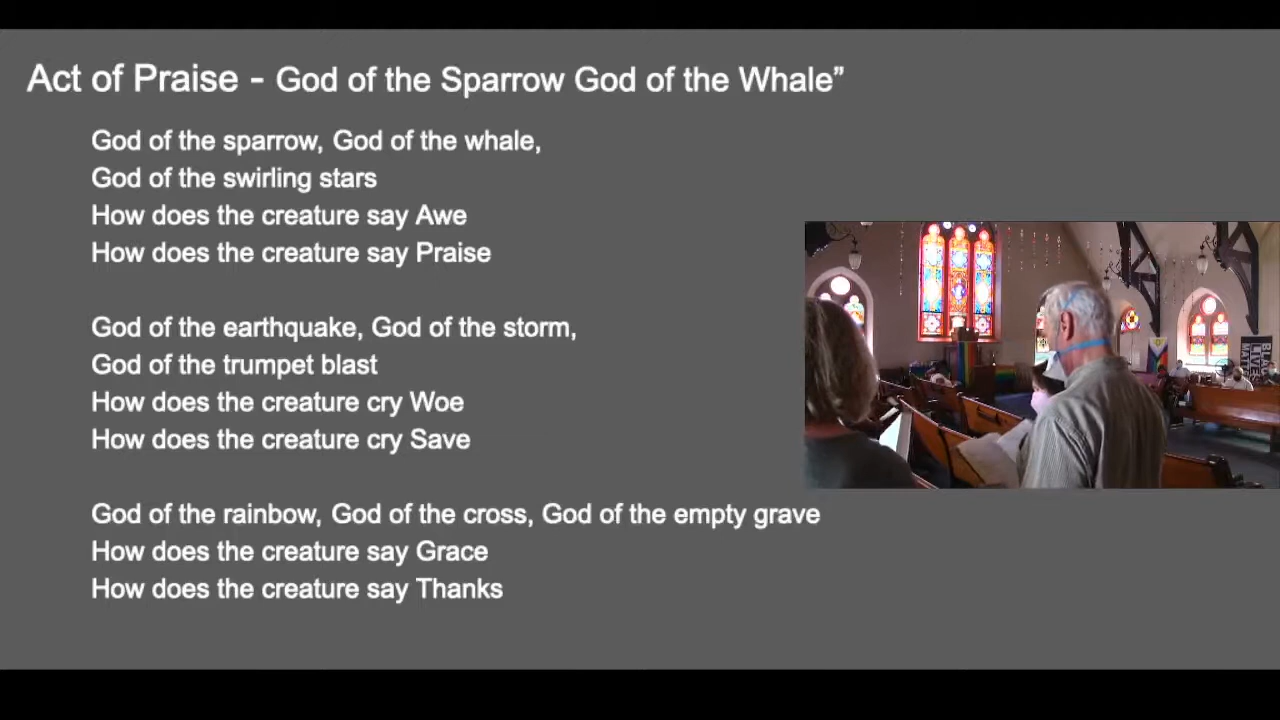 Act of Praise - God of the Sparrow God of the Whale”
God of the sparrow, God of the whale,
God of the swirling stars
How does the creature say Awe
How does the creature say Praise
God of the earthquake, God of the storm,
God of the trumpet blast
How does the creature cry Woe
How does the creature cry Save
God of the rainbow, God of the cross, God of the empty grave
How does the creature say Grace
How does the creature say Thanks
BLACK
LIVES
MATTER